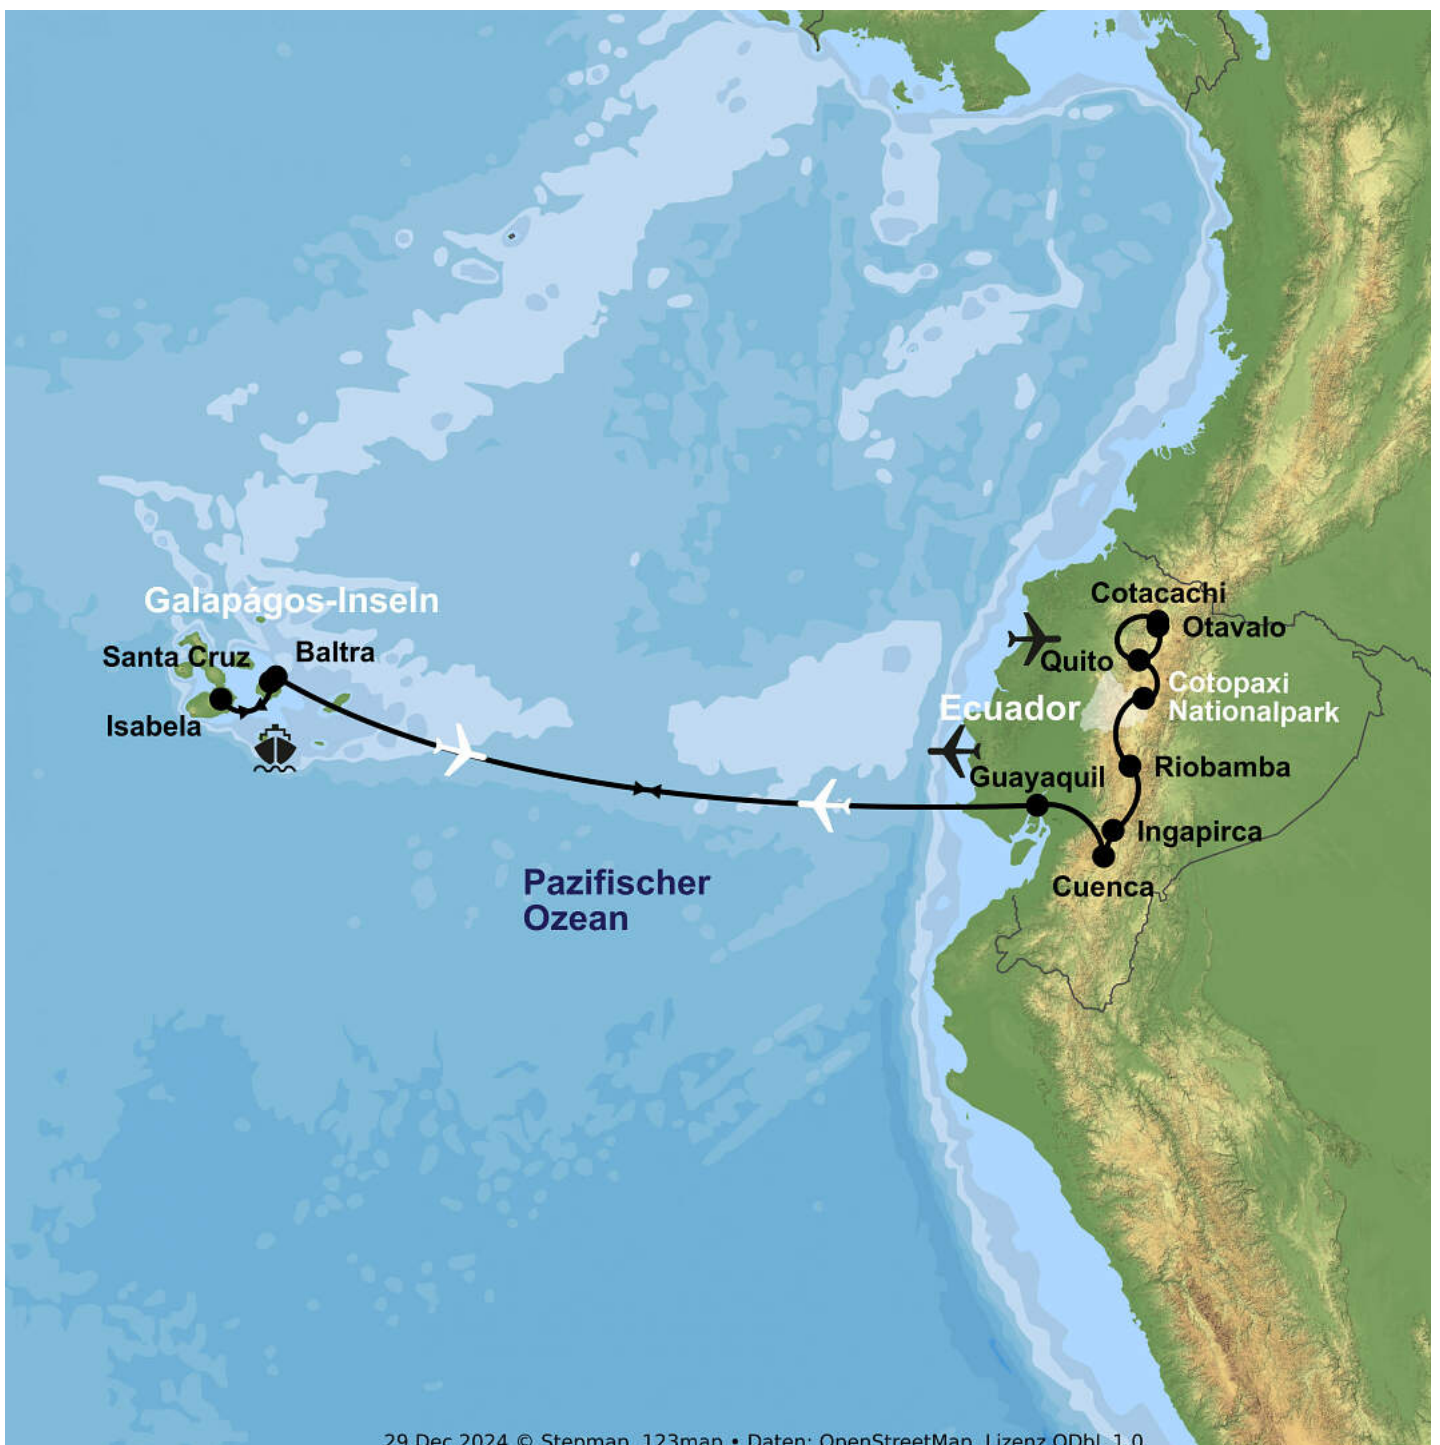 Galapágos-Inseln
Santa Cruz
Baltra
Isabela
Cotacachi
Otavalo
Quito
Cotopaxi
Nationalpark
Ecuador
Riobamba
Guayaquil
Ingapirca
Cuenca
Pazifischer
Ozean
29 Dec 2024 © Stepmap, 123map • Daten: OpenStreetMap, Lizenz ODbL 1.0